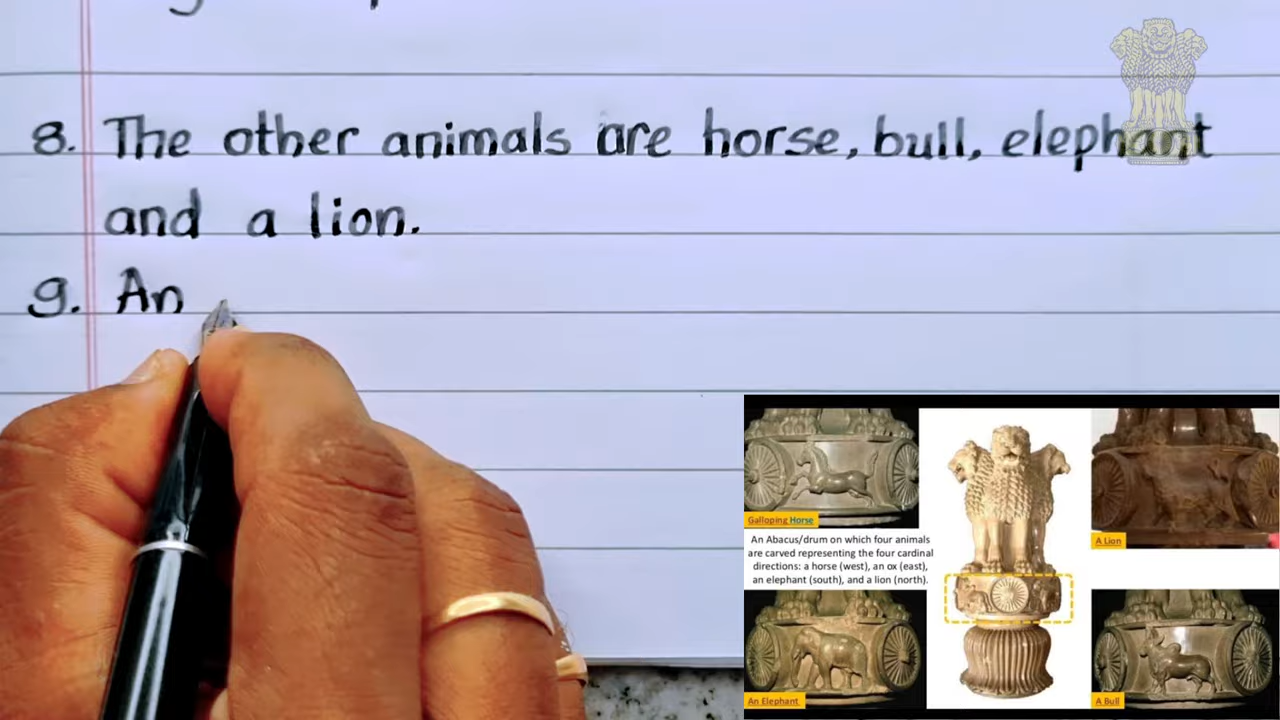 8. The other animals are horse, bull, elephant
and a lion.
9. An
Galloping Horse
An Abacus/drum on which four animals
are carved representing the four cardinal
directions: a horse (west), an ox (east),
an elephant (south), and a lion (north).
A Lion
An Elephant
A Bull